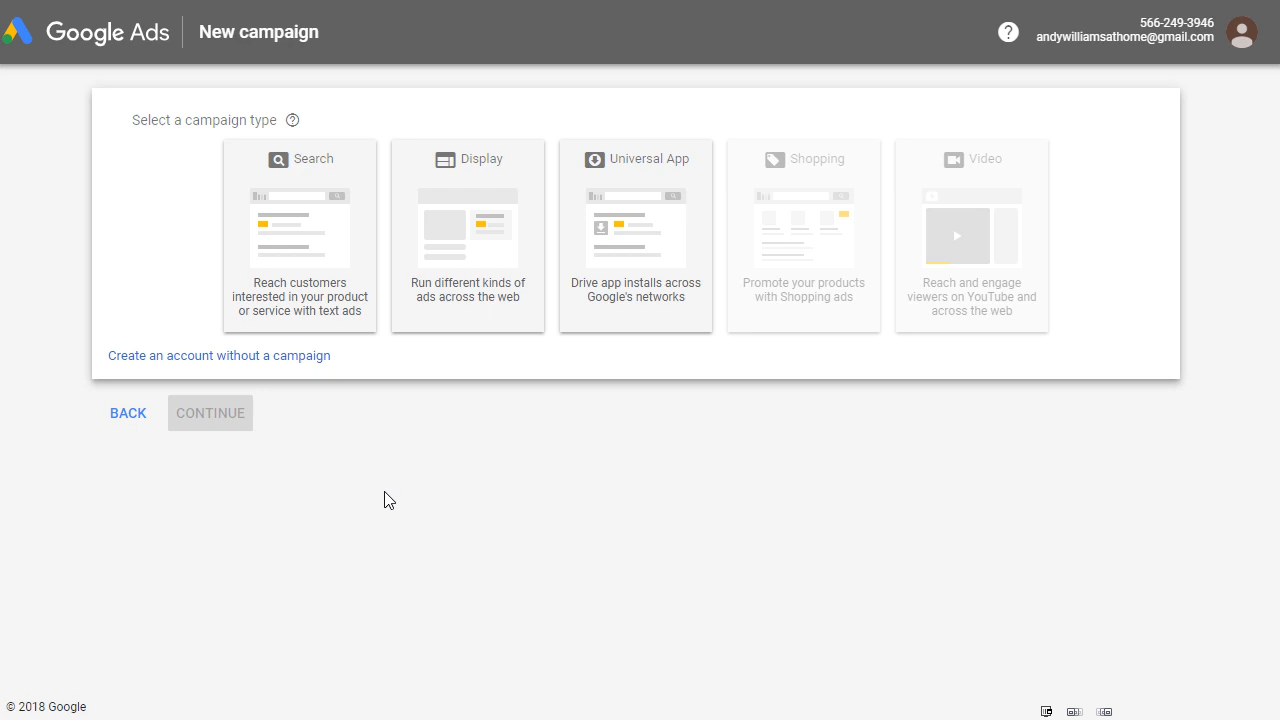 Google Ads New campaign
566-249-3946
andywilliamsathome@gmail.com
Select a campaign type
Search
Reach customers
interested in your product
or service with text ads
Display
Run different kinds of
ads across the web
Universal App
Drive app installs across
Google's networks
Shopping
Promote your products
with Shopping ads
Video
Reach and engage
viewers on YouTube and
across the web
Create an account without a campaign
BACK CONTINUE
© 2018 Google